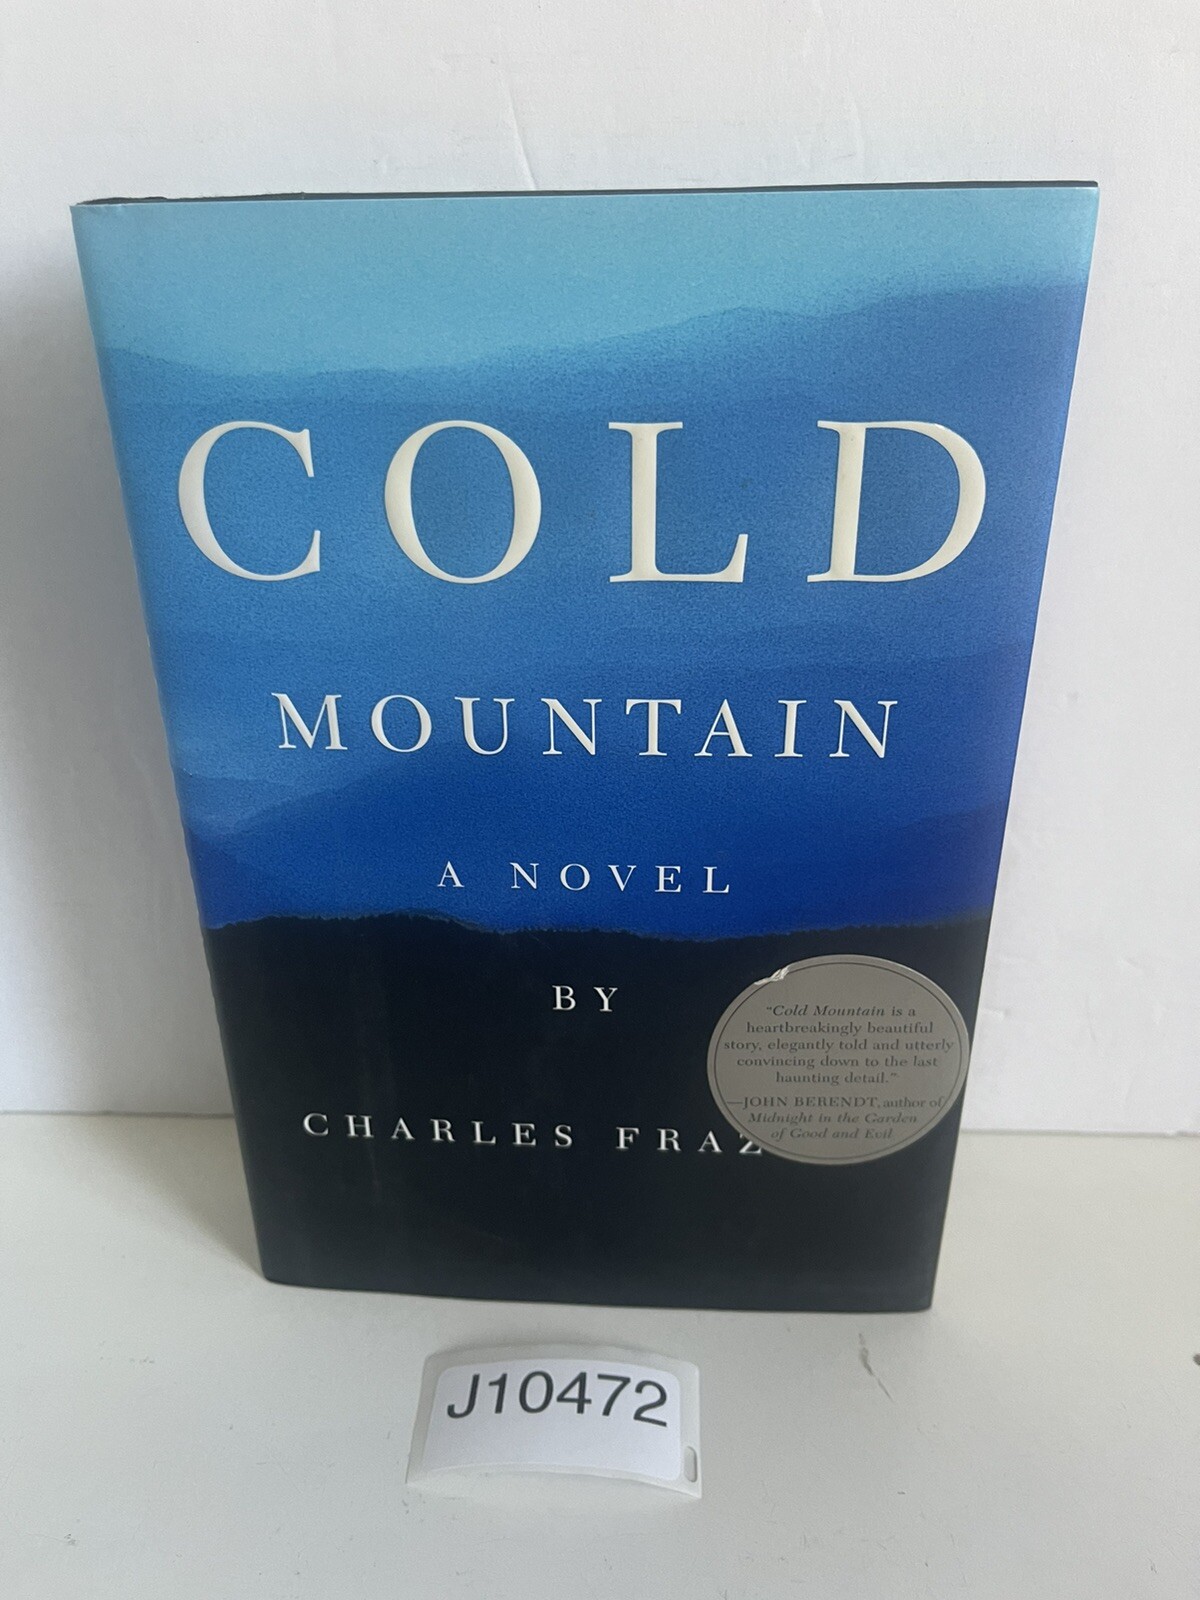 COLD
MOUNTAIN
A NOVEL
BY
CHARLES FRAZ
"Cold Mountain is a
heartbreakingly beautiful
story, elegantly told and utterly
convincing down to the last
haunting detail."
—JOHN BERENDT, author of
Midnight in the Garden
of Good and Evil
J10472